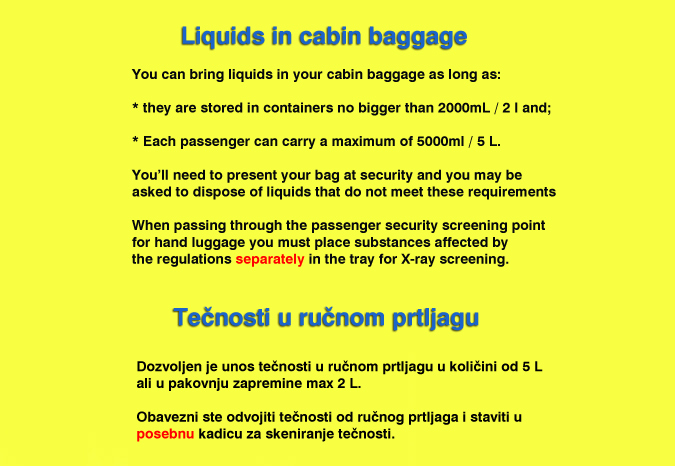 Liquids in cabin baggage
You can bring liquids in your cabin baggage as long as:
* they are stored in containers no bigger than 2000mL / 2 l and;
* Each passenger can carry a maximum of 5000ml / 5 L.
You’ll need to present your bag at security and you may be
asked to dispose of liquids that do not meet these requirements
When passing through the passenger security screening point
for hand luggage you must place substances affected by
the regulations separately in the tray for X-ray screening.
Tečnosti u ručnom prtljagu
Dozvoljen je unos tečnosti u ručnom prtljagu u količini od 5 L
ali u pakovnju zapremine max 2 L.
Obavezni ste odvojiti tečnosti od ručnog prtljaga i staviti u
posebnu kadicu za skeniranje tečnosti.